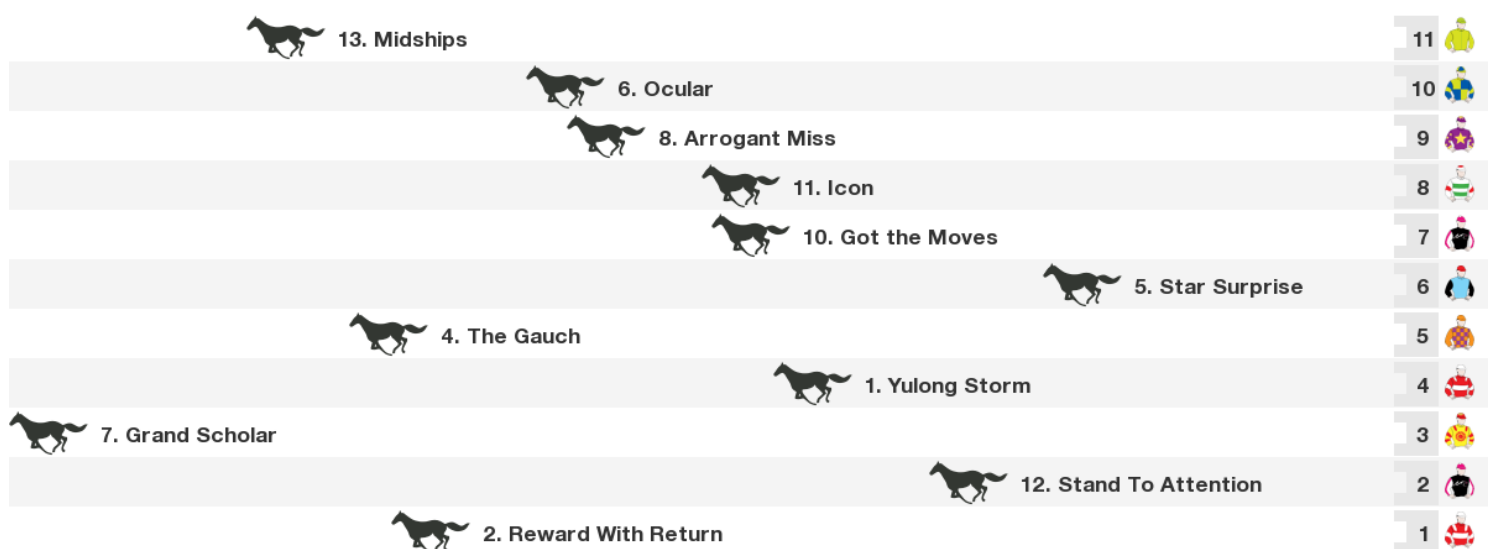 13. Midships 11
6. Ocular 10
8. Arrogant Miss 9
11. Icon 8
10. Got the Moves 7
5. Star Surprise 6
4. The Gauch 5
1. Yulong Storm 4
7. Grand Scholar 3
12. Stand To Attention 2
2. Reward With Return 1